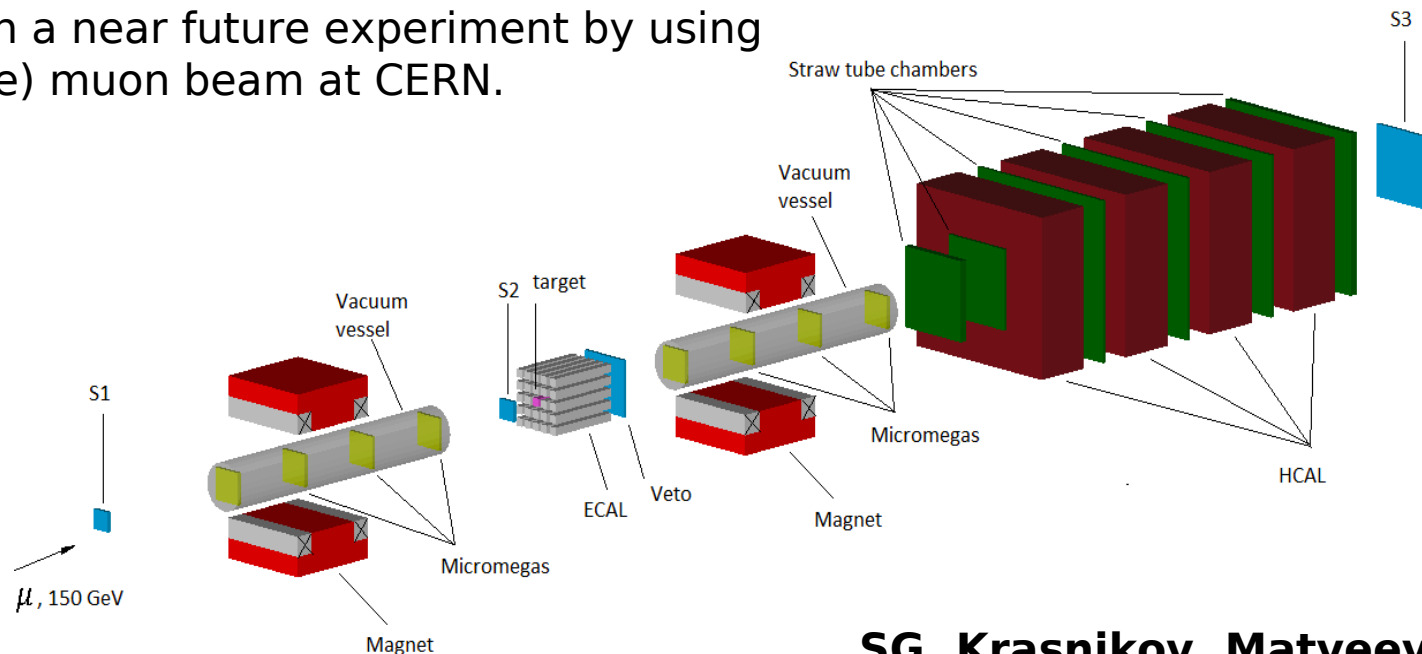 a near future experiment by using
muon beam at CERN.
S3
Straw tube chambers
Vacuum
vessel
S2 target
Vacuum
vessel
S1
Micromegas
HCAL
Veto
ECAL
Magnet
Micromegas
μ, 150 GeV
Magnet
SG, Krasnikov, Matveev